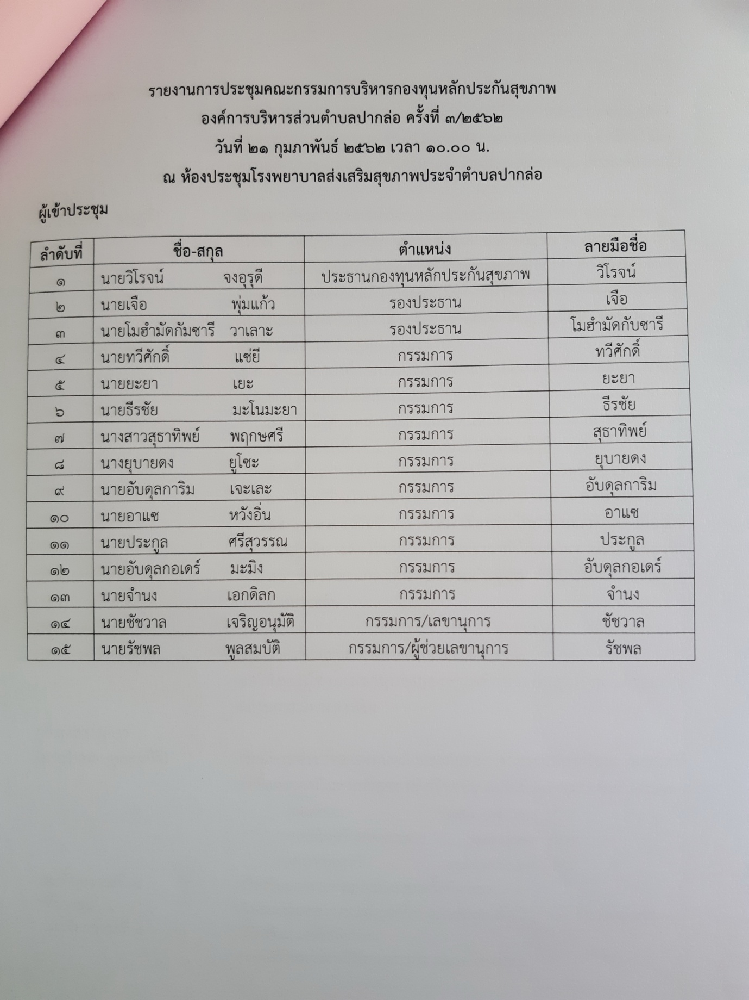 รายงานการประชุมคณะกรรมการบริหารกองทุนหลักประกันสุขภาพ
องค์การบริหารส่วนตำบลปากล่อ ครั้งที่ ๓/๒๕๖๒
วันที่ ๒๑ กุมภาพันธ์ ๒๕๖๒ เวลา ๑๐.๐๐ น.
ณ ห้องประชุมโรงพยาบาลส่งเสริมสุขภาพประจำตำบลปากล่อ
ผู้เข้าประชุม
ลำดับที่ ชื่อ-สกุล ตำแหน่ง ลายมือชื่อ
๑ นายวิโรจน์ จงอุรุดี ประธานกองทุนหลักประกันสุขภาพ วิโรจน์
๒ นายเจือ พุ่มแก้ว รองประธาน เจือ
๓ นายโมฮำมัดกัมซารี วาเลาะ รองประธาน โมฮำมัดกับซารี
๔ นายทวีศักดิ์ แซ่ยี กรรมการ ทวีศักดิ์
๕ นายยะยา เยะ กรรมการ ยะยา
๖ นายธีรชัย มะโนมะยา กรรมการ ธีรชัย
๗ นางสาวสุธาทิพย์ พฤกษศรี กรรมการ สุธาทิพย์
๘ นางยุบายดง ยูโซะ กรรมการ ยุบายดง
๙ นายอับดุลการิม เจะเละ กรรมการ อับดุลการิม
๑๐ นายอาแซ หวังอิ่น กรรมการ อาแซ
๑๑ นายประกูล ศรีสุวรรณ กรรมการ ประกูล
๑๒ นายอับดุลกอเดร์ มะมิง กรรมการ อับดุลกอเดร์
๑๓ นายจำนง เอกดิลก กรรมการ จำนง
๑๔ นายชัชวาล เจริญอนุมัติ กรรมการ/เลขานุการ ชัชวาล
๑๕ นายรัชพล พูลสมบัติ กรรมการ/ผู้ช่วยเลขานุการ รัชพล